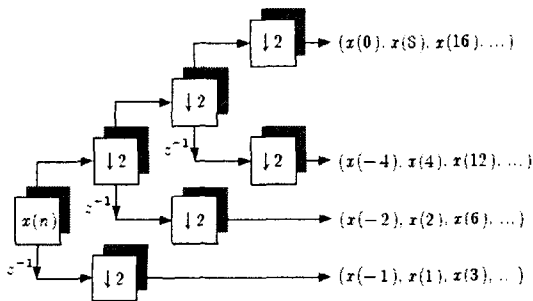 ↓2 (x(0), x(8), x(16), ...)
↓2
z⁻¹
↓2 ↓2 (x(−4), x(4), x(12), ...)
x(n) z⁻¹ ↓2 (x(−2), x(2), x(6), ...)
z⁻¹ ↓2 (x(−1), x(1), x(3), ...)